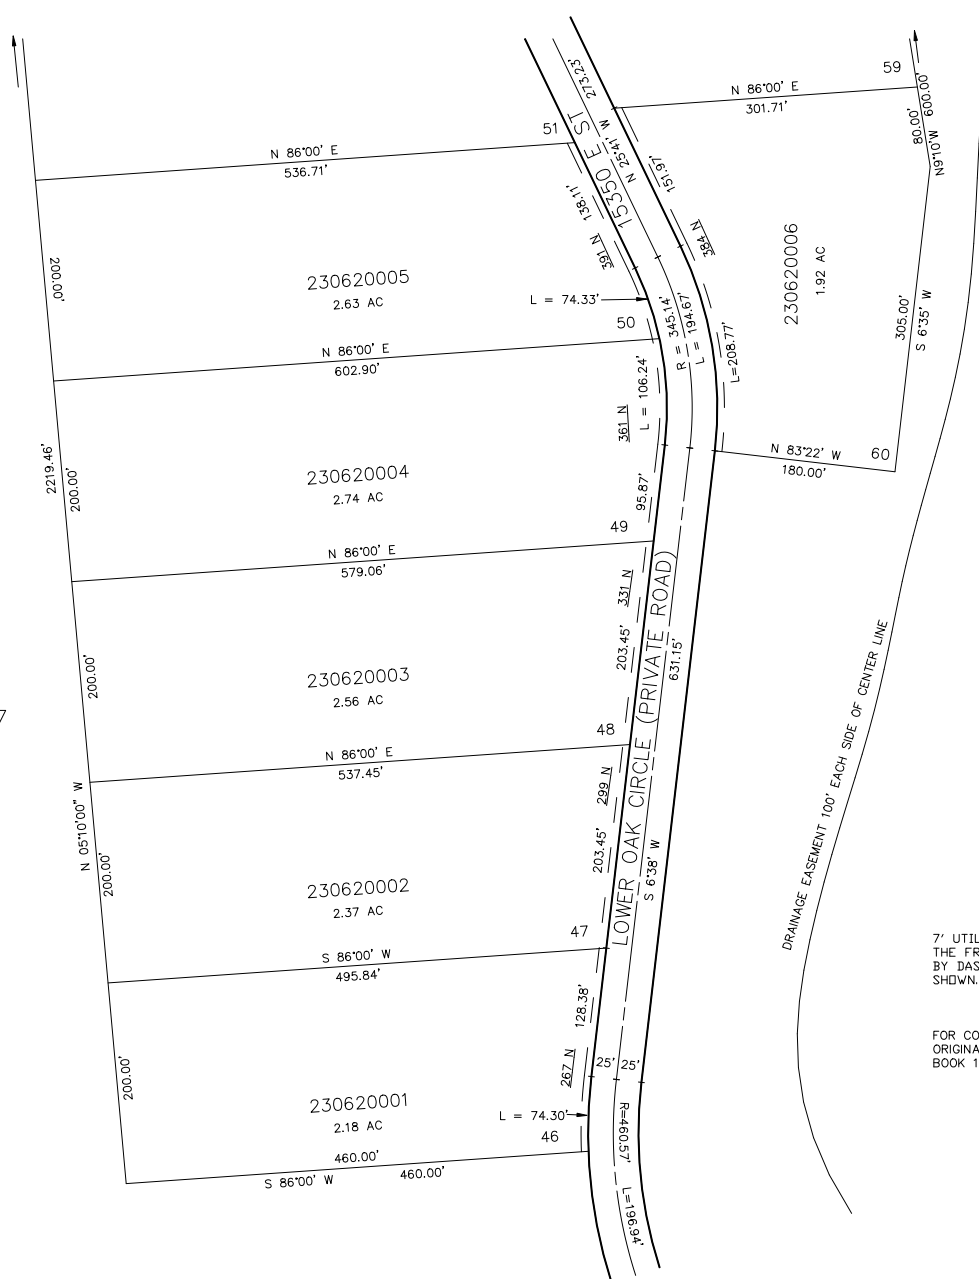 59
N 86°00' E
301.71'
600.00'
80.00'
N9°10'W
273.23'
15350 E ST
N 25°41' W
51
N 86°00' E
536.71'
138.11'
151.97'
391 N
384 N
200.00'
230620005
2.63 AC
L = 74.33'
R = 345.14'
L = 194.67'
L=208.77'
230620006
1.92 AC
305.00'
S 6°35' W
50
N 86°00' E
602.90'
L = 106.24'
361 N
N 83°22' W
180.00'
60
2219.46'
200.00'
230620004
2.74 AC
95.87'
49
N 86°00' E
579.06'
331 N
203.45'
LOWER OAK CIRCLE (PRIVATE ROAD)
631.15'
S 6°38' W
200.00'
230620003
2.56 AC
7
48
N 86°00' E
537.45'
299 N
203.45'
N 05°10'00" W
200.00'
230620002
2.37 AC
DRAINAGE EASEMENT 100' EACH SIDE OF CENTER LINE
47
S 86°00' W
495.84'
128.38'
7' UTIL
THE FR
BY DAS
SHOWN.
FOR CO
ORIGINA
BOOK 1
267 N
25' 25'
200.00'
230620001
2.18 AC
L = 74.30'
46
R=460.57'
L=196.94'
460.00'
S 86°00' W
460.00'